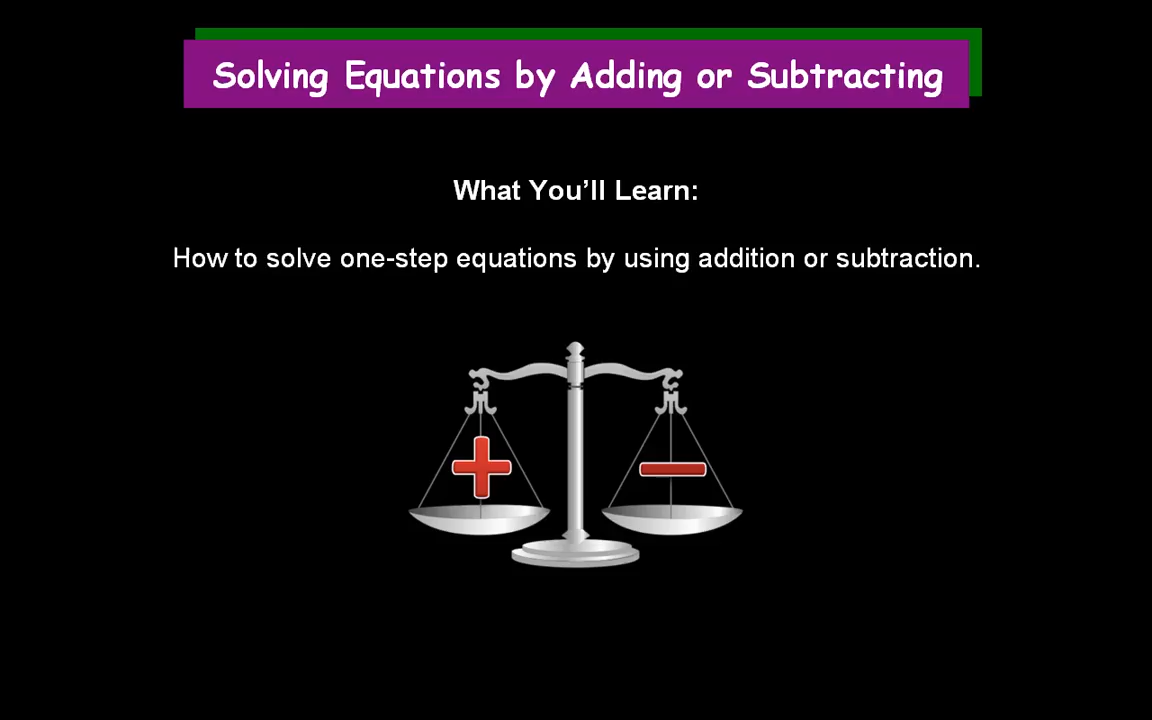 Solving Equations by Adding or Subtracting
What You’ll Learn:
How to solve one-step equations by using addition or subtraction.